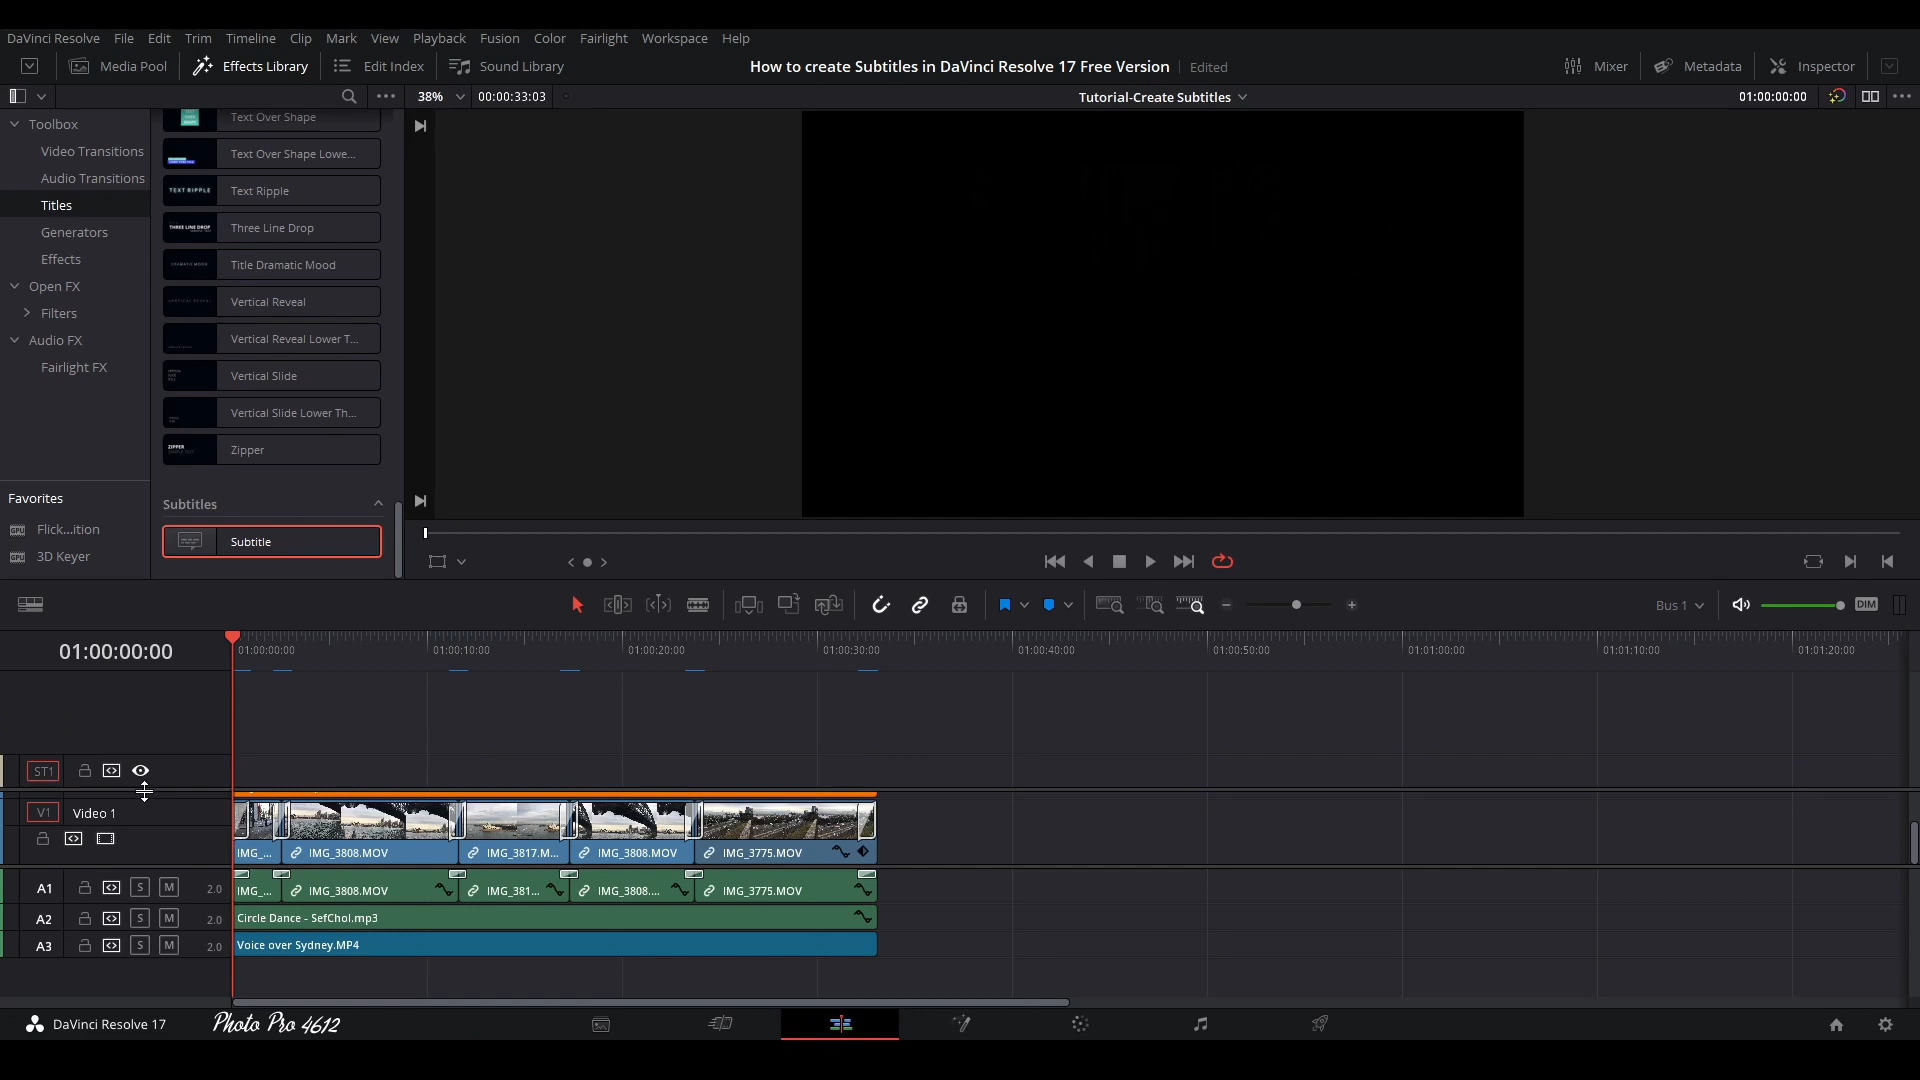 DaVinci Resolve File Edit Trim Timeline Clip Mark View Playback Fusion Color Fairlight Workspace Help
Media Pool Effects Library Edit Index Sound Library How to create Subtitles in DaVinci Resolve 17 Free Version Edited Mixer Metadata Inspector
38% 00:00:33:03 Tutorial-Create Subtitles 01:00:00:00
Toolbox
Video Transitions
Audio Transitions
Titles
Generators
Effects
Open FX
Filters
Audio FX
Fairlight FX
Favorites
Flick...ition
3D Keyer
Text Over Shape
Text Over Shape Lowe...
TEXT RIPPLE Text Ripple
THREE LINE DROP Three Line Drop
Title Dramatic Mood
Vertical Reveal
Vertical Reveal Lower T...
Vertical Slide
Vertical Slide Lower Th...
ZIPPER Zipper
Subtitles
Subtitle
Bus 1 DIM
01:00:00:00 01:00:00:00 01:00:10:00 01:00:20:00 01:00:30:00 01:00:40:00 01:00:50:00 01:01:00:00 01:01:10:00 01:01:20:00
ST1
V1 Video 1
IMG_... IMG_3808.MOV IMG_3817.M... IMG_3808.MOV IMG_3775.MOV
A1 S M 2.0 IMG_... IMG_3808.MOV IMG_381... IMG_3808.... IMG_3775.MOV
A2 S M 2.0 Circle Dance - SefChol.mp3
A3 S M 2.0 Voice over Sydney.MP4
DaVinci Resolve 17 Photo Pro 4612